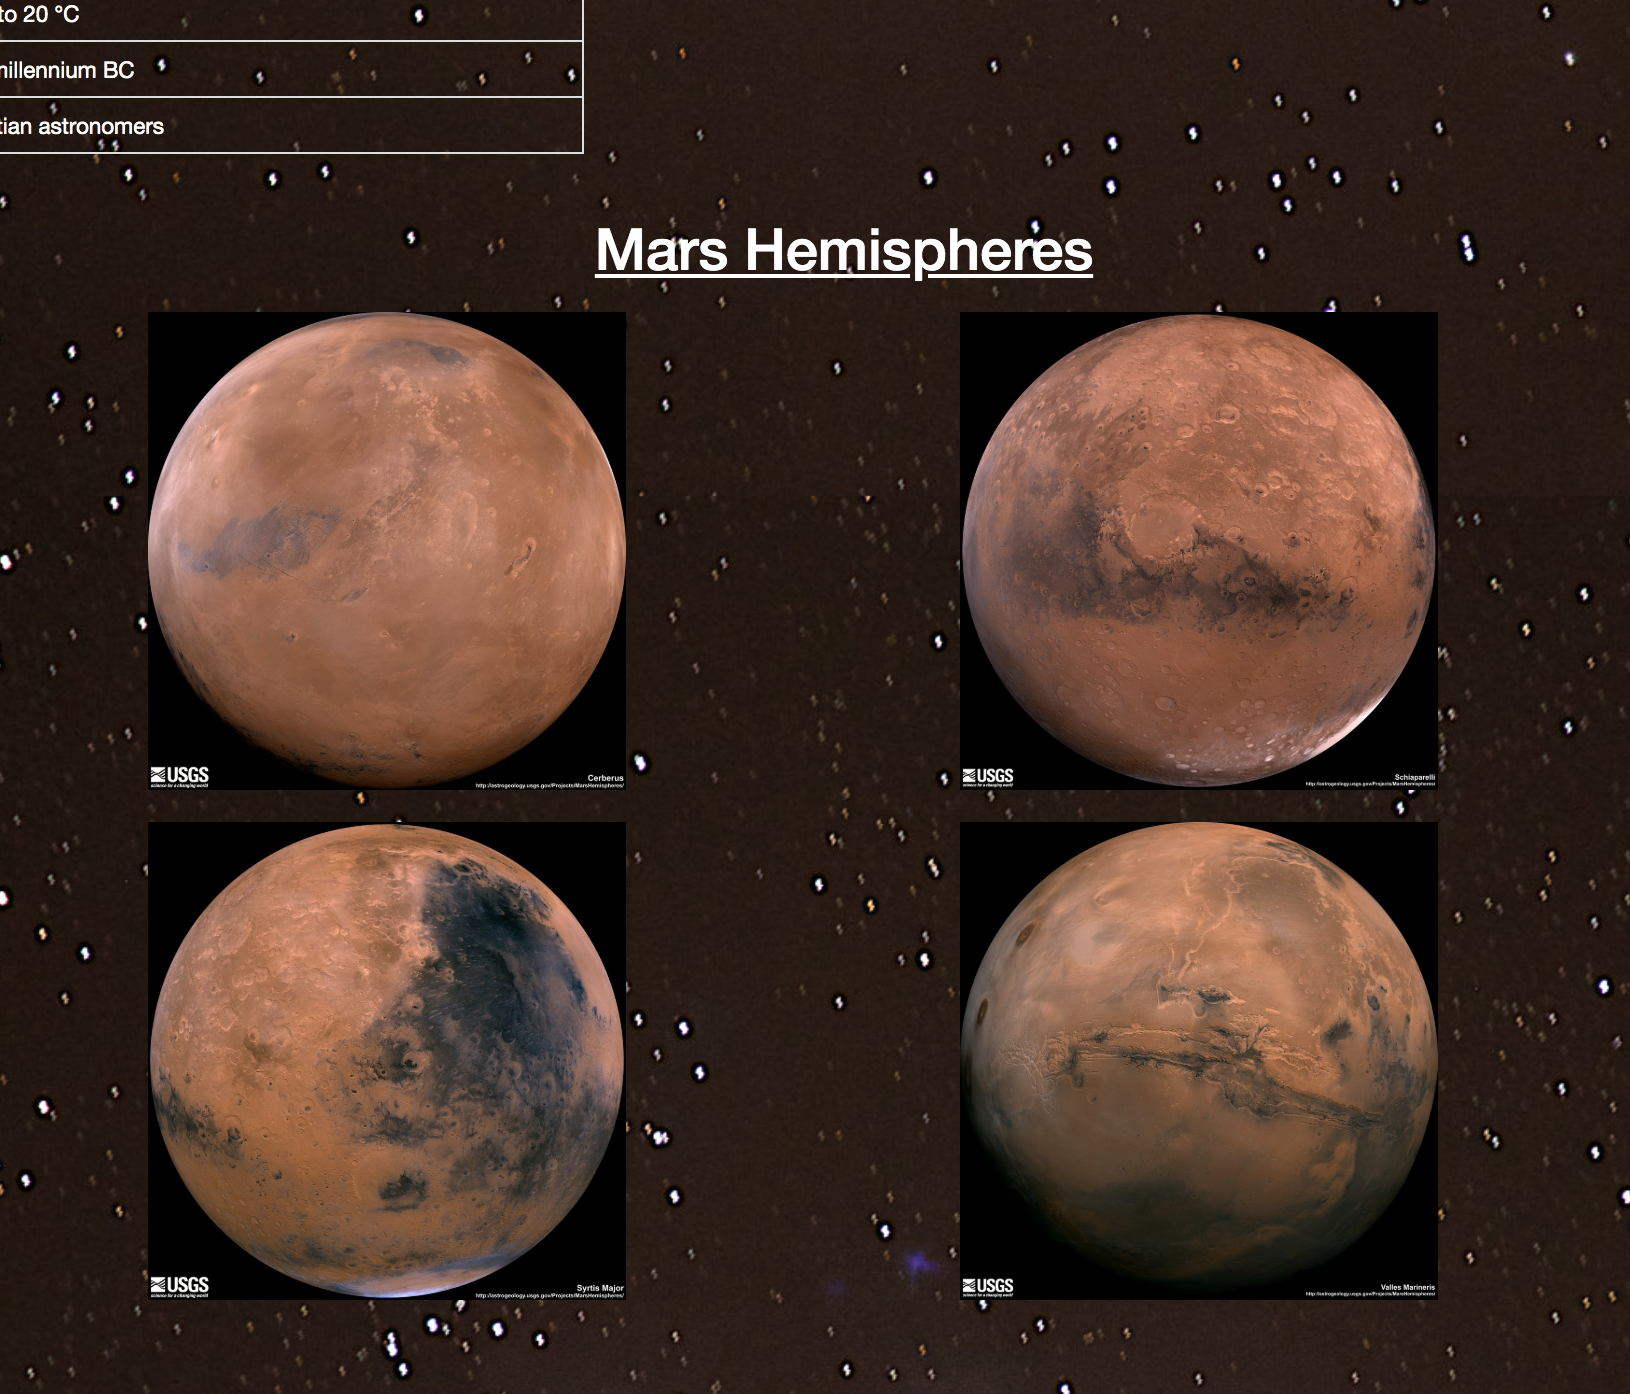 to 20 °C
millennium BC
tian astronomers
Mars Hemispheres
USGS
science for a changing world
Cerberus
http://astrogeology.usgs.gov/Projects/MarsHemispheres/
USGS
science for a changing world
Schiaparelli
http://astrogeology.usgs.gov/Projects/MarsHemispheres/
USGS
science for a changing world
Syrtis Major
http://astrogeology.usgs.gov/Projects/MarsHemispheres/
USGS
science for a changing world
Valles Marineris
http://astrogeology.usgs.gov/Projects/MarsHemispheres/